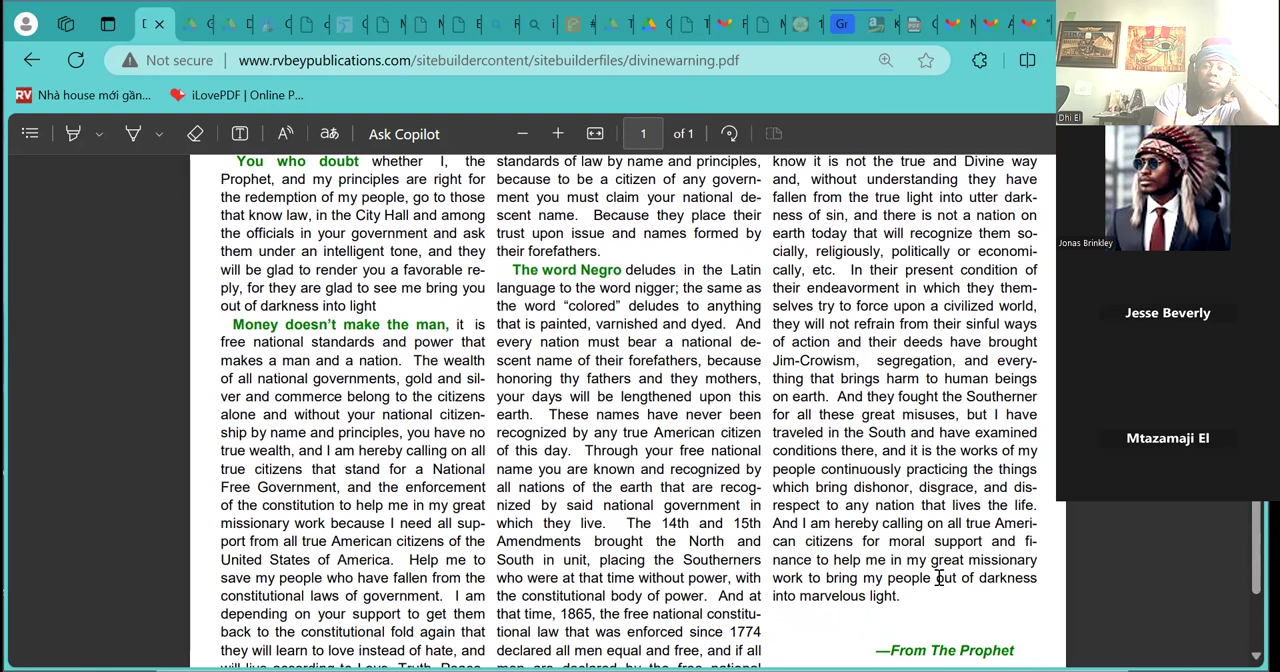 D
C
D
C
C
N
N
E
F
i
#
T
C
T
F
N
1
Gr
K
C
N
A
"
Not secure
www.rvbeypublications.com/sitebuildercontent/sitebuilderfiles/divinewarning.pdf
RV Nhà house mới gần...
iLovePDF | Online P...
aあ
Ask Copilot
1
of 1
You who doubt whether I, the
Prophet, and my principles are right for
the redemption of my people, go to those
that know law, in the City Hall and among
the officials in your government and ask
them under an intelligent tone, and they
will be glad to render you a favorable re-
ply, for they are glad to see me bring you
out of darkness into light
Money doesn't make the man, it is
free national standards and power that
makes a man and a nation. The wealth
of all national governments, gold and sil-
ver and commerce belong to the citizens
alone and without your national citizen-
ship by name and principles, you have no
true wealth, and I am hereby calling on all
true citizens that stand for a National
Free Government, and the enforcement
of the constitution to help me in my great
missionary work because I need all sup-
port from all true American citizens of the
United States of America. Help me to
save my people who have fallen from the
constitutional laws of government. I am
depending on your support to get them
back to the constitutional fold again that
they will learn to love instead of hate, and
will live according to Love, Truth, Peace,
standards of law by name and principles,
because to be a citizen of any govern-
ment you must claim your national de-
scent name. Because they place their
trust upon issue and names formed by
their forefathers.
The word Negro deludes in the Latin
language to the word nigger; the same as
the word “colored” deludes to anything
that is painted, varnished and dyed. And
every nation must bear a national de-
scent name of their forefathers, because
honoring thy fathers and they mothers,
your days will be lengthened upon this
earth. These names have never been
recognized by any true American citizen
of this day. Through your free national
name you are known and recognized by
all nations of the earth that are recog-
nized by said national government in
which they live. The 14th and 15th
Amendments brought the North and
South in unit, placing the Southerners
who were at that time without power, with
the constitutional body of power. And at
that time, 1865, the free national constitu-
tional law that was enforced since 1774
declared all men equal and free, and if all
men are declared by the free national
know it is not the true and Divine way
and, without understanding they have
fallen from the true light into utter dark-
ness of sin, and there is not a nation on
earth today that will recognize them so-
cially, religiously, politically or economi-
cally, etc. In their present condition of
their endeavorment in which they them-
selves try to force upon a civilized world,
they will not refrain from their sinful ways
of action and their deeds have brought
Jim-Crowism, segregation, and every-
thing that brings harm to human beings
on earth. And they fought the Southerner
for all these great misuses, but I have
traveled in the South and have examined
conditions there, and it is the works of my
people continuously practicing the things
which bring dishonor, disgrace, and dis-
respect to any nation that lives the life.
And I am hereby calling on all true Ameri-
can citizens for moral support and fi-
nance to help me in my great missionary
work to bring my people out of darkness
into marvelous light.
—From The Prophet
Dhi El
Jonas Brinkley
Jesse Beverly
Mtazamaji El